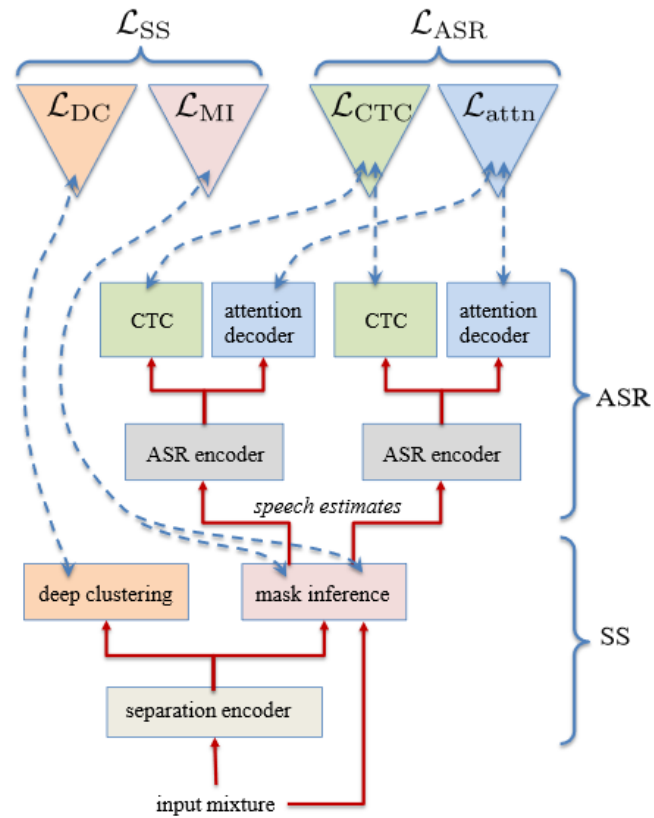 ℒSS
ℒASR
ℒDC
ℒMI
ℒCTC
ℒattn
CTC
attention
decoder
CTC
attention
decoder
ASR
ASR encoder
ASR encoder
speech estimates
deep clustering
mask inference
SS
separation encoder
input mixture